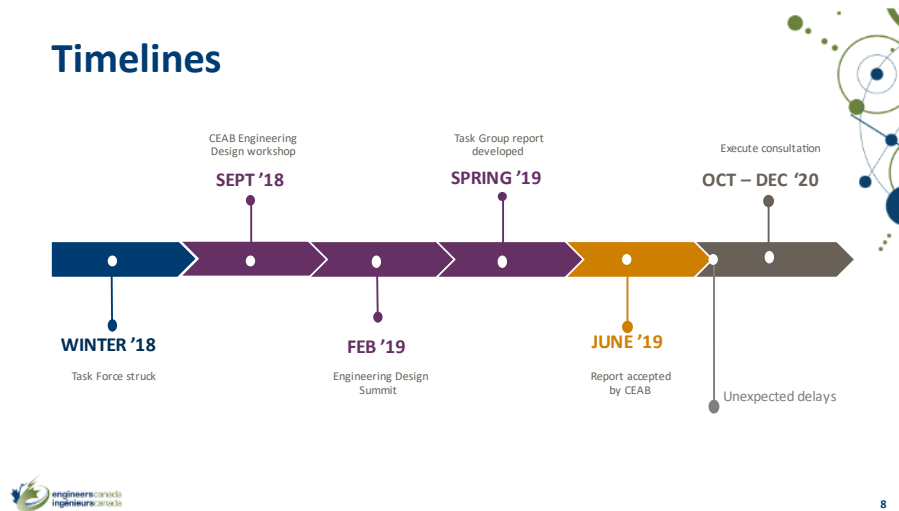 Timelines
CEAB Engineering
Design workshop
SEPT ’18
Task Group report
developed
SPRING ’19
Execute consultation
OCT – DEC ‘20
WINTER ’18
Task Force struck
FEB ’19
Engineering Design
Summit
JUNE ’19
Report accepted
by CEAB
Unexpected delays
engineerscanada
ingénieurscanada
8